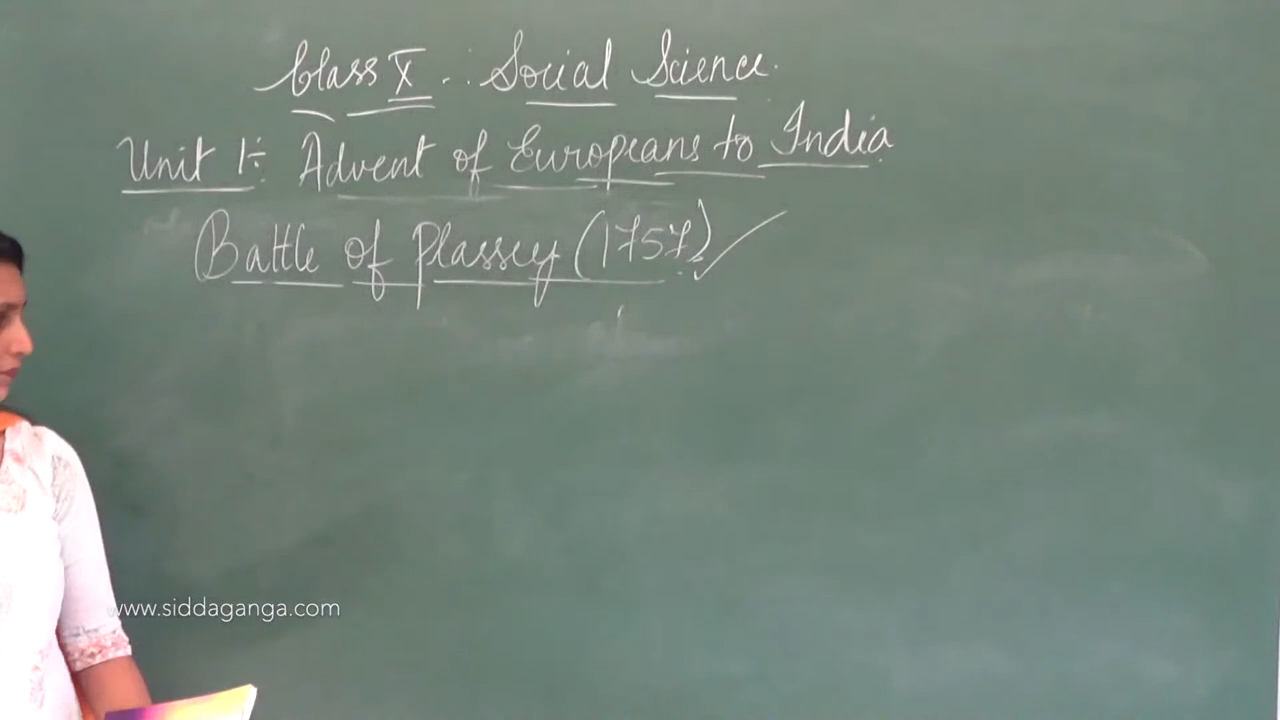 Class X : Social Science.
Unit 1: Advent of Europeans to India
Battle of Plassey (1757) ✓
www.siddaganga.com